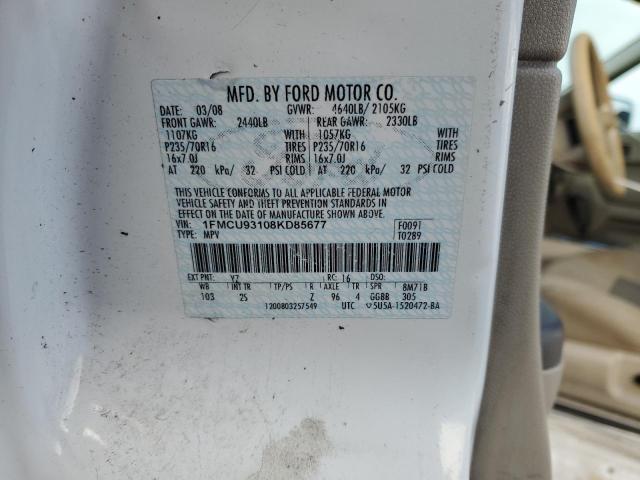 MFD. BY FORD MOTOR CO.
DATE: 03/08 GVWR: 4640LB/ 2105KG
FRONT GAWR: 2440LB REAR GAWR: 2330LB
1107KG WITH 1057KG WITH
P235/70R16 TIRES P235/70R16 TIRES
16x7.0J RIMS 16x7.0J RIMS
AT 220 kPa/ 32 PSI COLD AT 220 kPa/ 32 PSI COLD
THIS VEHICLE CONFORMS TO ALL APPLICABLE FEDERAL MOTOR
VEHICLE SAFETY AND THEFT PREVENTION STANDARDS IN EFFECT
ON THE DATE OF MANUFACTURE SHOWN ABOVE.
VIN: 1FMCU93108KD85677 F0091
TYPE: MPV T0289
EXT PNT: YZ RC: 16 DSO:
WB INT TR TP/PS R AXLE TR SPR 8M71B
103 25 Z 96 4 GGBB 305
1200803257549 UTC 5U5A-1520472-BA